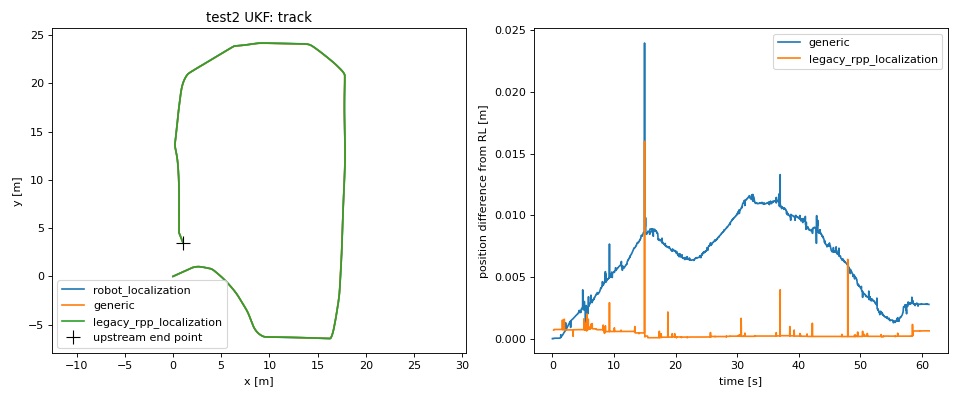 test2 UKF: track
y [m]
25
20
15
10
5
0
−5
−10
−5
0
5
10
15
20
25
30
x [m]
robot_localization
generic
legacy_rpp_localization
upstream end point
position difference from RL [m]
0.025
0.020
0.015
0.010
0.005
0.000
0
10
20
30
40
50
60
time [s]
generic
legacy_rpp_localization